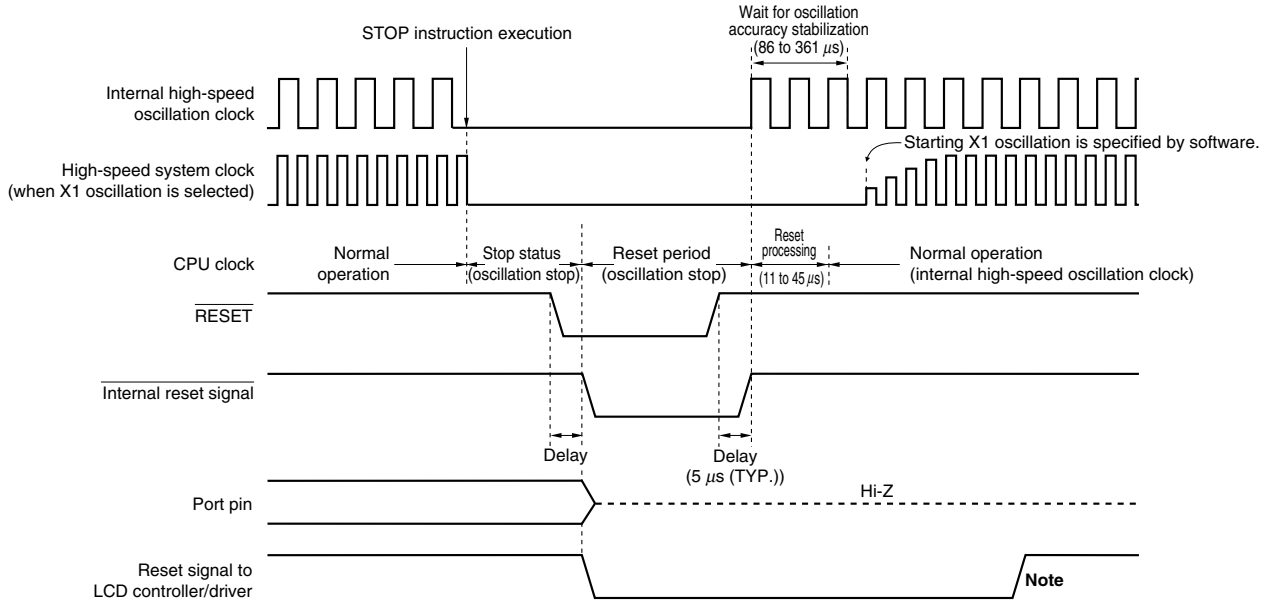 Wait for oscillation
accuracy stabilization
(86 to 361 μs)
STOP instruction execution
Internal high-speed
oscillation clock
Starting X1 oscillation is specified by software.
High-speed system clock
(when X1 oscillation is selected)
CPU clock
Normal
operation
Stop status
(oscillation stop)
Reset period
(oscillation stop)
Reset
processing
(11 to 45 μs)
Normal operation
(internal high-speed oscillation clock)
RESET
Internal reset signal
Delay
Delay
(5 μs (TYP.))
Port pin
Hi-Z
Reset signal to
LCD controller/driver
Note